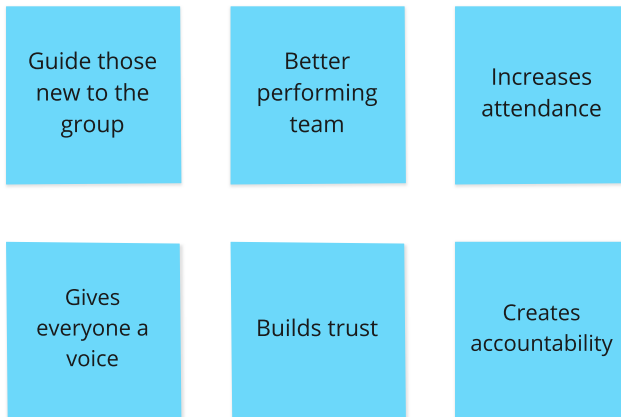 Guide those
new to the
group
Better
performing
team
Increases
attendance
Gives
everyone a
voice
Builds trust
Creates
accountability